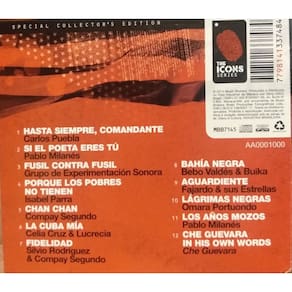 SPECIAL COLLECTOR'S EDITION
THE
ICONS
SERIES
7798141337484
MBB7145
AA0001000
1 HASTA SIEMPRE, COMANDANTE
Carlos Puebla
2 SI EL POETA ERES TÚ
Pablo Milanés
3 FUSIL CONTRA FUSIL
Grupo de Experimentación Sonora
4 PORQUE LOS POBRES
NO TIENEN
Isabel Parra
5 CHAN CHAN
Compay Segundo
6 LA CUBA MÍA
Celia Cruz & Lucrecia
7 FIDELIDAD
Silvio Rodríguez
& Compay Segundo
8 BAHÍA NEGRA
Bebo Valdés & Buika
9 AGUARDIENTE
Fajardo & sus Estrellas
10 LÁGRIMAS NEGRAS
Omara Portuondo
11 LOS AÑOS MOZOS
Pablo Milanés
12 CHE GUEVARA
IN HIS OWN WORDS
Che Guevara